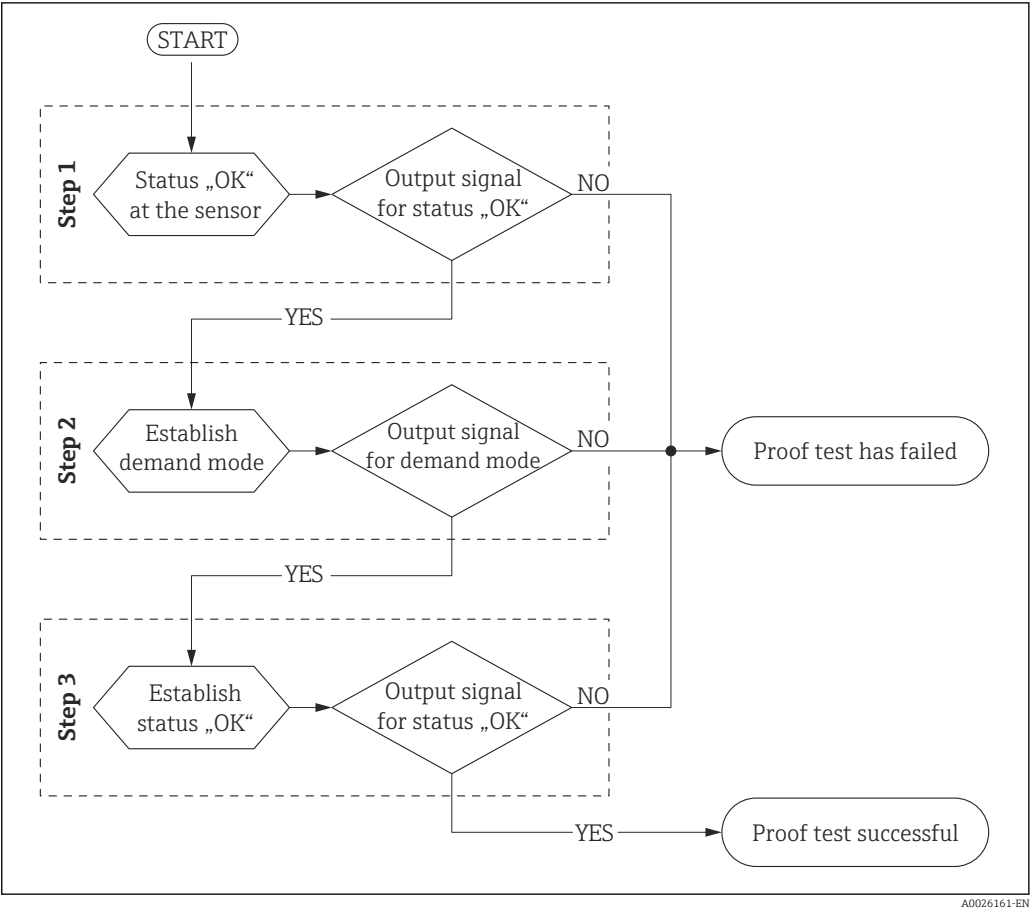 START
Step 1
Status „OK“
at the sensor
Output signal
for status „OK“
NO
YES
Step 2
Establish
demand mode
Output signal
for demand mode
NO
Proof test has failed
YES
Step 3
Establish
status „OK“
Output signal
for status „OK“
NO
YES
Proof test successful
A0026161-EN